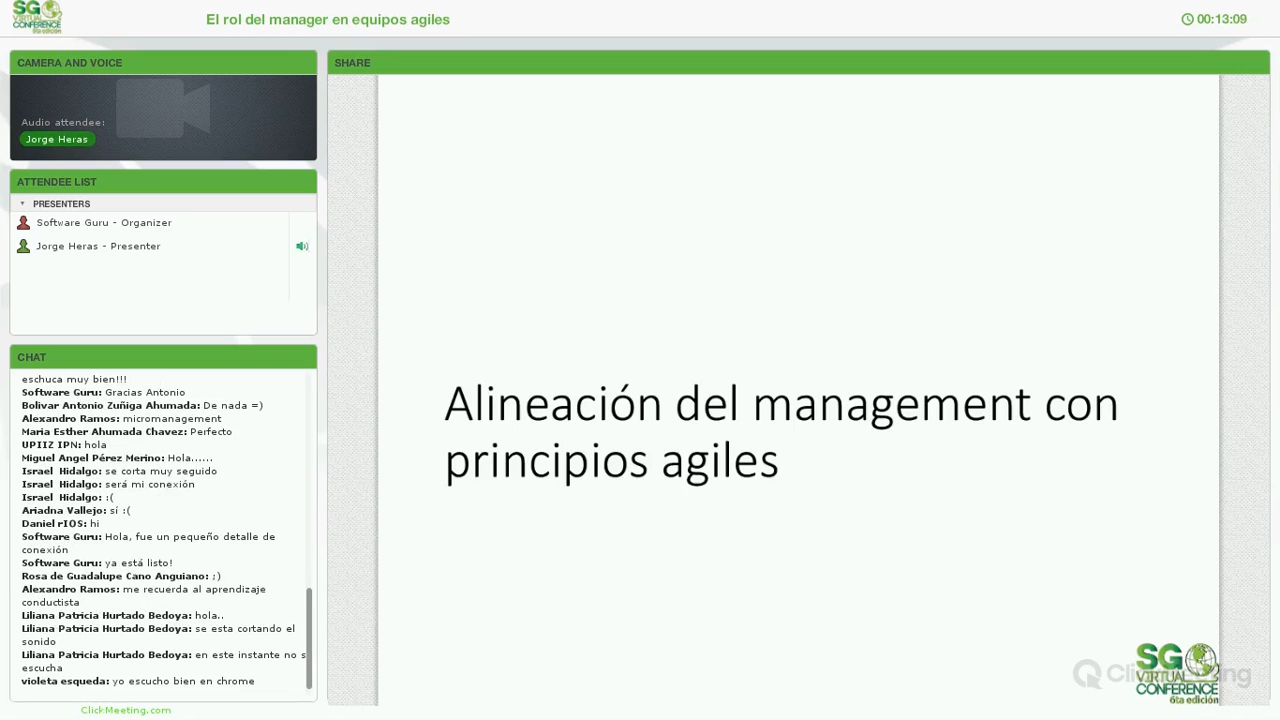 SG
VIRTUAL
CONFERENCE
6ta edición
El rol del manager en equipos agiles
00:13:09
CAMERA AND VOICE
Audio attendee:
Jorge Heras
ATTENDEE LIST
PRESENTERS
Software Guru - Organizer
Jorge Heras - Presenter
CHAT
eschuca muy bien!!!
Software Guru: Gracias Antonio
Bolivar Antonio Zuñiga Ahumada: De nada =)
Alexandro Ramos: micromanagement
Maria Esther Ahumada Chavez: Perfecto
UPIIZ IPN: hola
Miguel Angel Pérez Merino: Hola......
Israel Hidalgo: se corta muy seguido
Israel Hidalgo: será mi conexión
Israel Hidalgo: :(
Ariadna Vallejo: sí :(
Daniel rIOS: hi
Software Guru: Hola, fue un pequeño detalle de
conexión
Software Guru: ya está listo!
Rosa de Guadalupe Cano Anguiano: ;)
Alexandro Ramos: me recuerda al aprendizaje
conductista
Liliana Patricia Hurtado Bedoya: hola..
Liliana Patricia Hurtado Bedoya: se esta cortando el
sonido
Liliana Patricia Hurtado Bedoya: en este instante no s
escucha
violeta esqueda: yo escucho bien en chrome
ClickMeeting.com
SHARE
Alineación del management con
principios agiles
SG
VIRTUAL
CONFERENCE
6ta edición